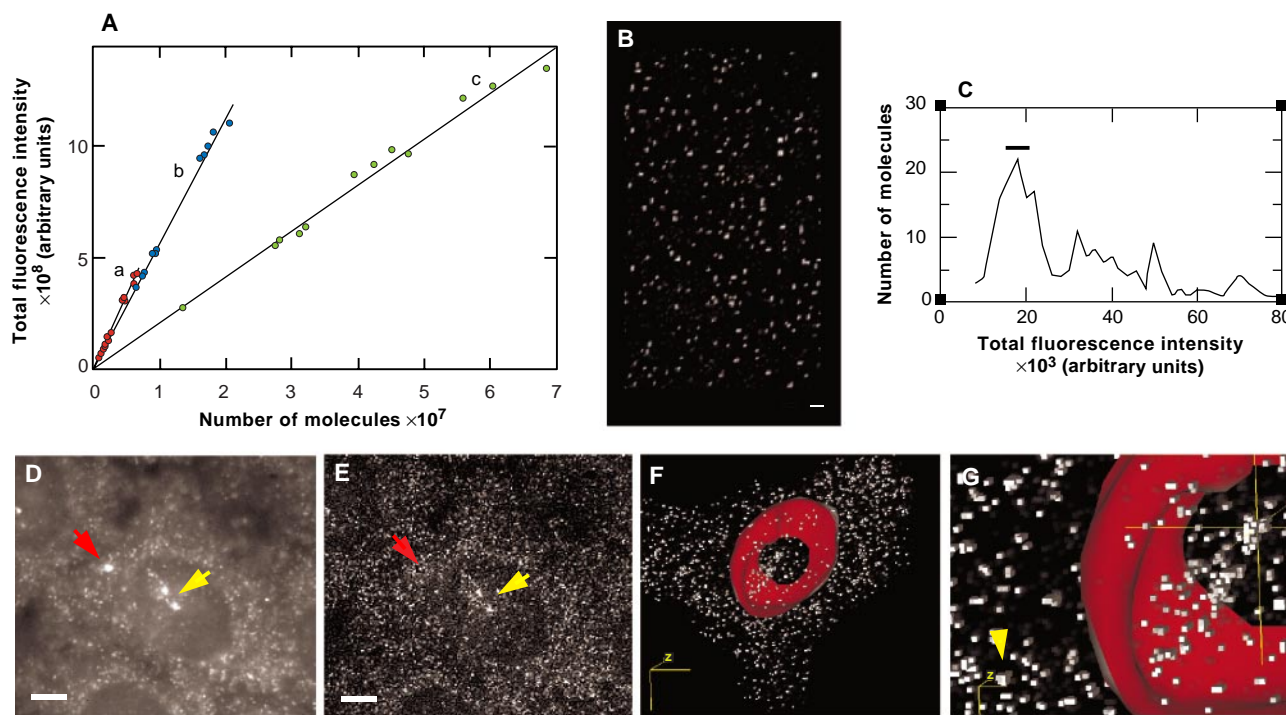 A
Total fluorescence intensity
×10⁸ (arbitrary units)
10
5
0
a
b
c
0 1 2 3 4 5 6 7
Number of molecules ×10⁷
B
C
Number of molecules
30
20
10
0
0 20 40 60 80
Total fluorescence intensity
×10³ (arbitrary units)
D
E
F
z
G
z